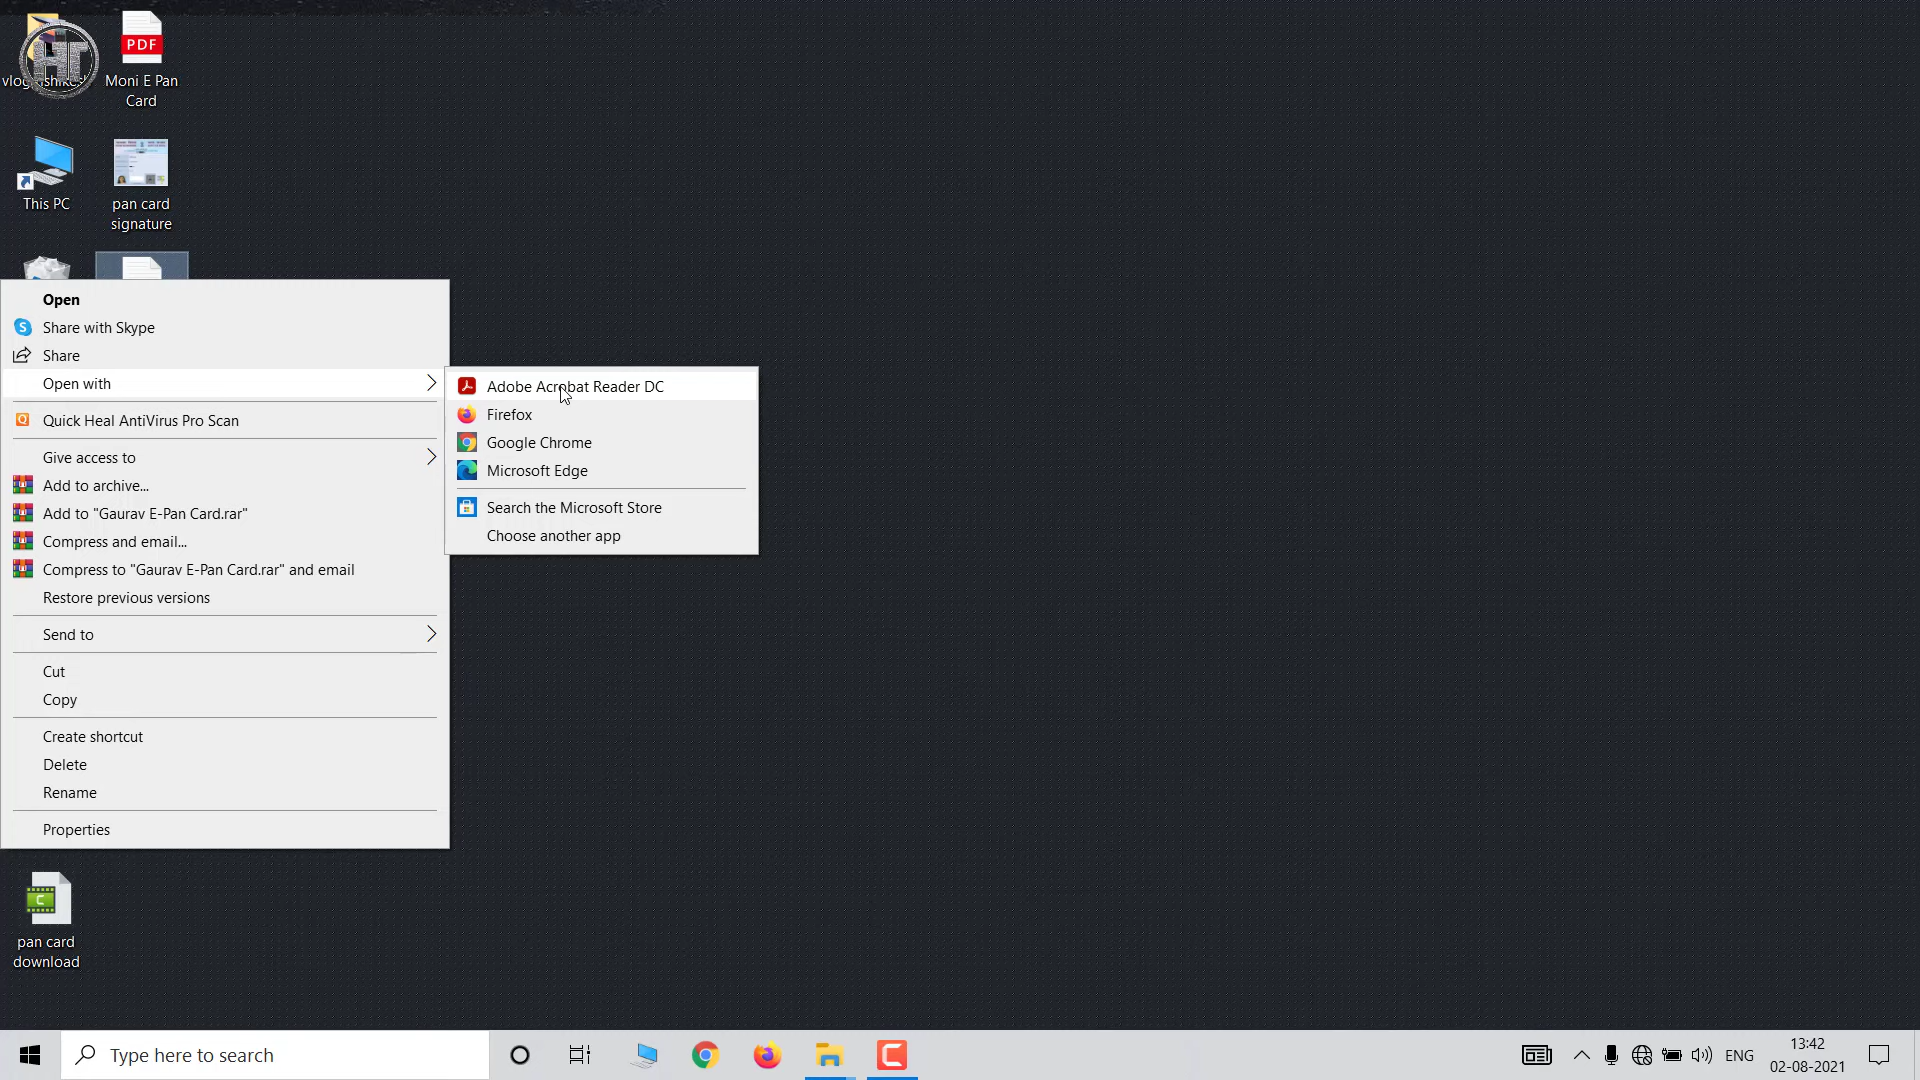 PDF
HT
Moni E Pan
Card
This PC
pan card
signature
Open
Share with Skype
Share
Open with
Quick Heal AntiVirus Pro Scan
Give access to
Add to archive...
Add to "Gaurav E-Pan Card.rar"
Compress and email...
Compress to "Gaurav E-Pan Card.rar" and email
Restore previous versions
Send to
Cut
Copy
Create shortcut
Delete
Rename
Properties
Adobe Acrobat Reader DC
Firefox
Google Chrome
Microsoft Edge
Search the Microsoft Store
Choose another app
pan card
download
Type here to search
ENG
13:42
02-08-2021